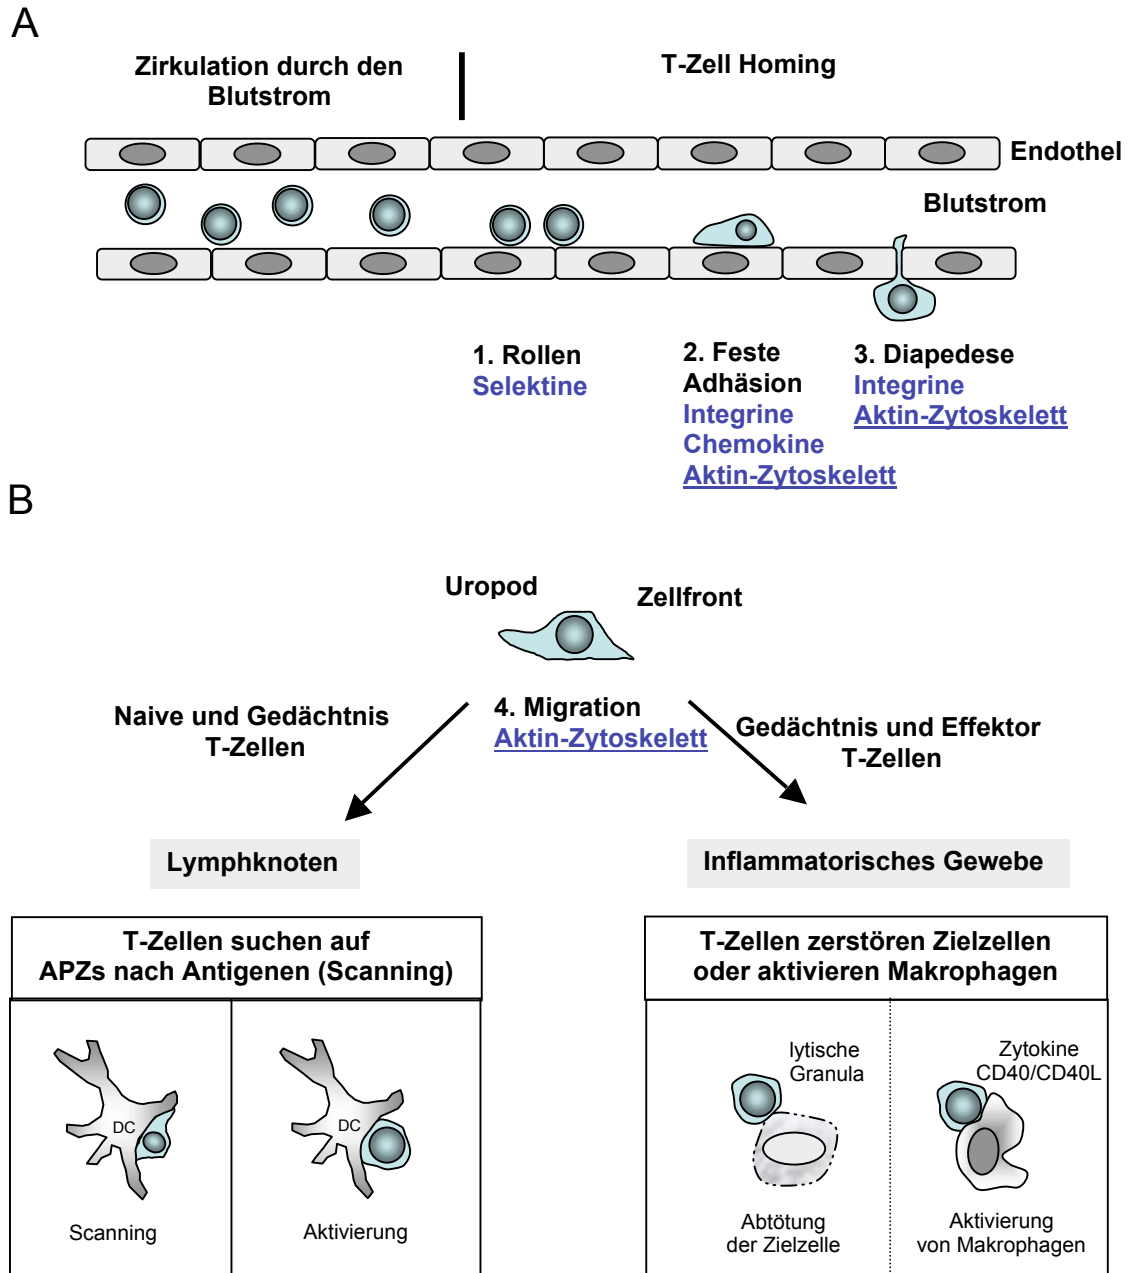 A
Zirkulation durch den
Blutstrom
T-Zell Homing
Endothel
Blutstrom
1. Rollen
Selektine
2. Feste
Adhäsion
Integrine
Chemokine
Aktin-Zytoskelett
3. Diapedese
Integrine
Aktin-Zytoskelett
B
Uropod
Zellfront
Naive und Gedächtnis
T-Zellen
4. Migration
Aktin-Zytoskelett
Gedächtnis und Effektor
T-Zellen
Lymphknoten
Inflammatorisches Gewebe
T-Zellen suchen auf
APZs nach Antigenen (Scanning)
DC
Scanning
DC
Aktivierung
T-Zellen zerstören Zielzellen
oder aktivieren Makrophagen
lytische
Granula
Abtötung
der Zielzelle
Zytokine
CD40/CD40L
Aktivierung
von Makrophagen